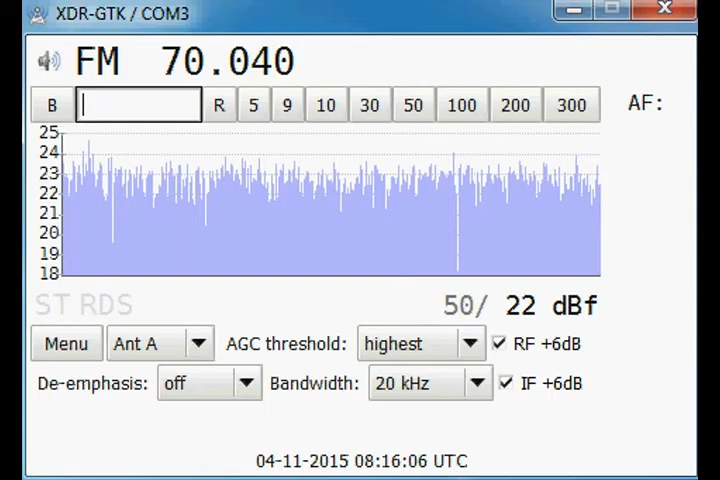 XDR-GTK / COM3
FM 70.040
B R 5 9 10 30 50 100 200 300 AF:
25
24
23
22
21
20
19
18
ST RDS 50/ 22 dBf
Menu Ant A AGC threshold: highest RF +6dB
De-emphasis: off Bandwidth: 20 kHz IF +6dB
04-11-2015 08:16:06 UTC